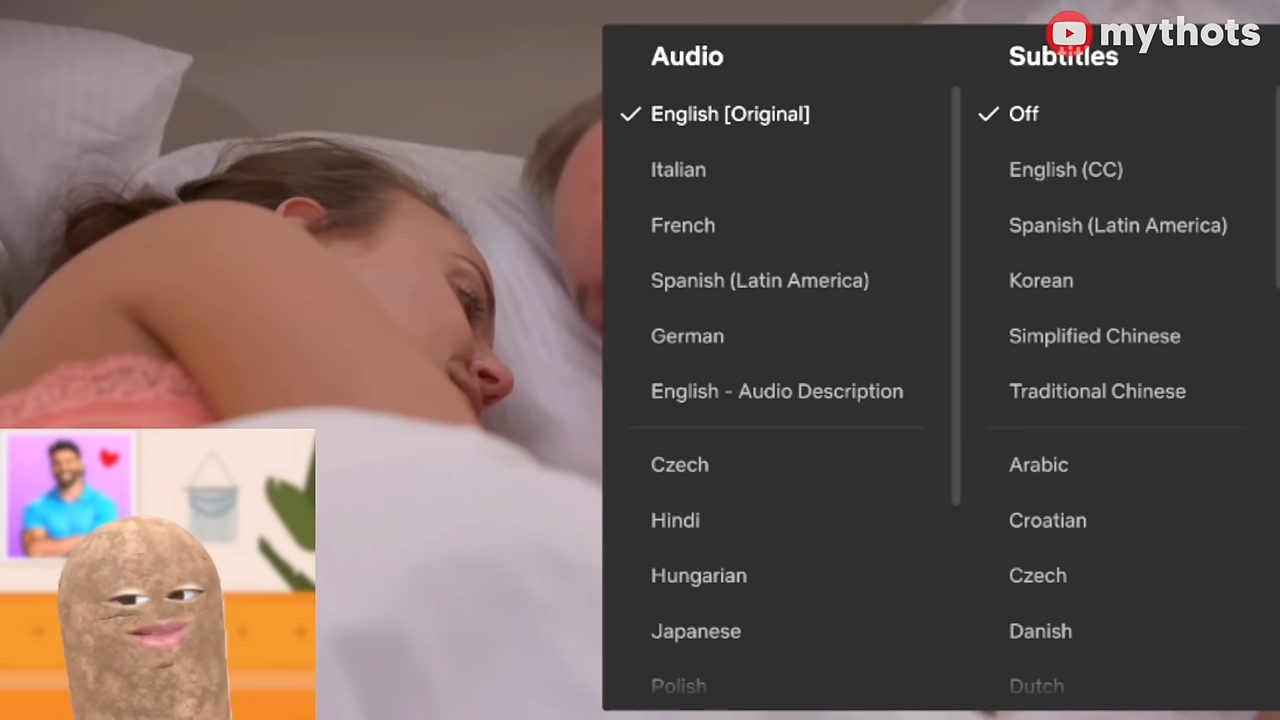 mythots
Audio
English [Original]
Italian
French
Spanish (Latin America)
German
English - Audio Description
Czech
Hindi
Hungarian
Japanese
Polish
Subtitles
Off
English (CC)
Spanish (Latin America)
Korean
Simplified Chinese
Traditional Chinese
Arabic
Croatian
Czech
Danish
Dutch